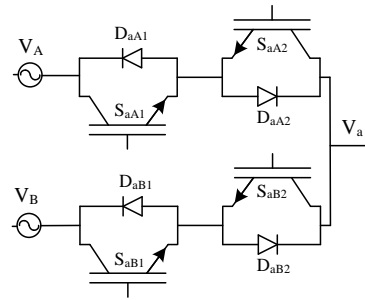 D_aA1
S_aA2
V_A
S_aA1
D_aA2
V_a
D_aB1
S_aB2
V_B
S_aB1
D_aB2